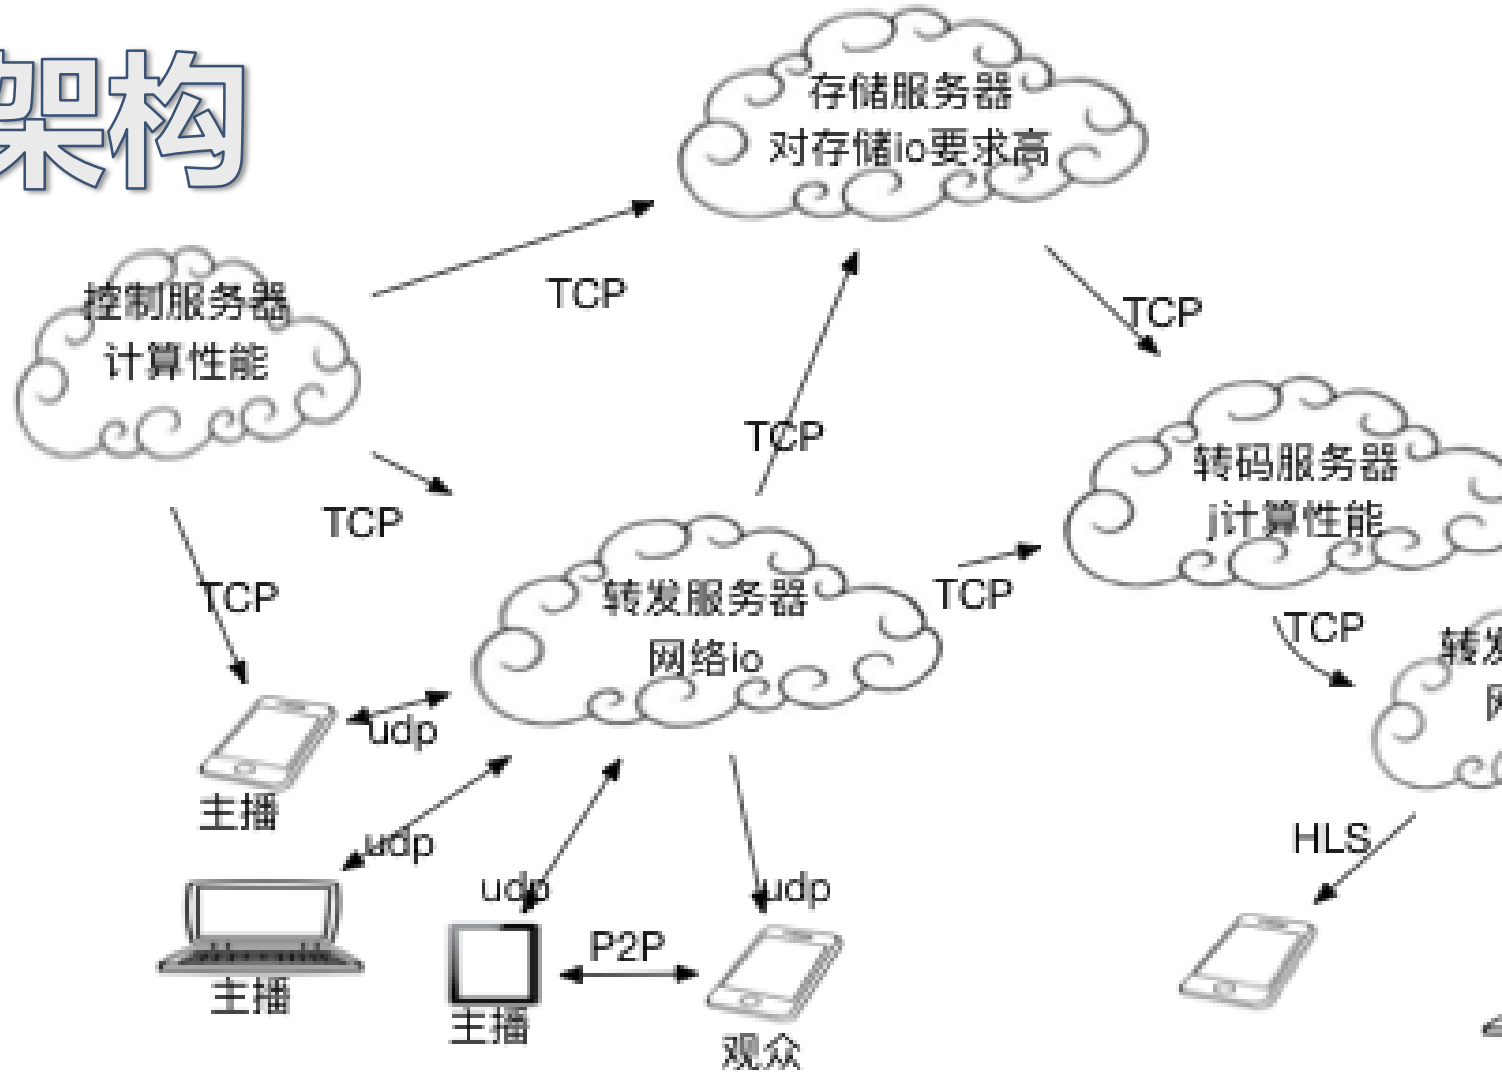 架构
存储服务器
对存储io要求高
控制服务器
计算性能
TCP
TCP
TCP
TCP
TCP
转码服务器
j计算性能
转发服务器
网络io
TCP
TCP
转发
网
udp
主播
udp
HLS
主播
udp
udp
P2P
主播
观众